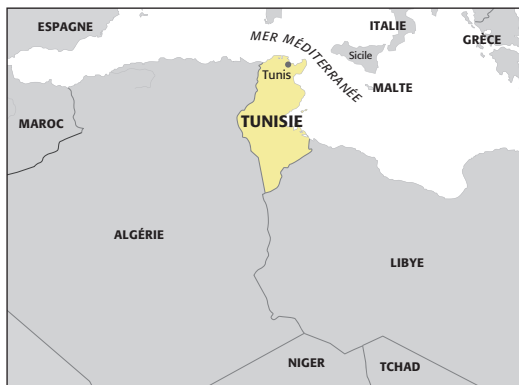 ESPAGNE
ITALIE
GRÈCE
MER MÉDITERRANÉE
Sicile
Tunis
MALTE
MAROC
TUNISIE
ALGÉRIE
LIBYE
NIGER
TCHAD